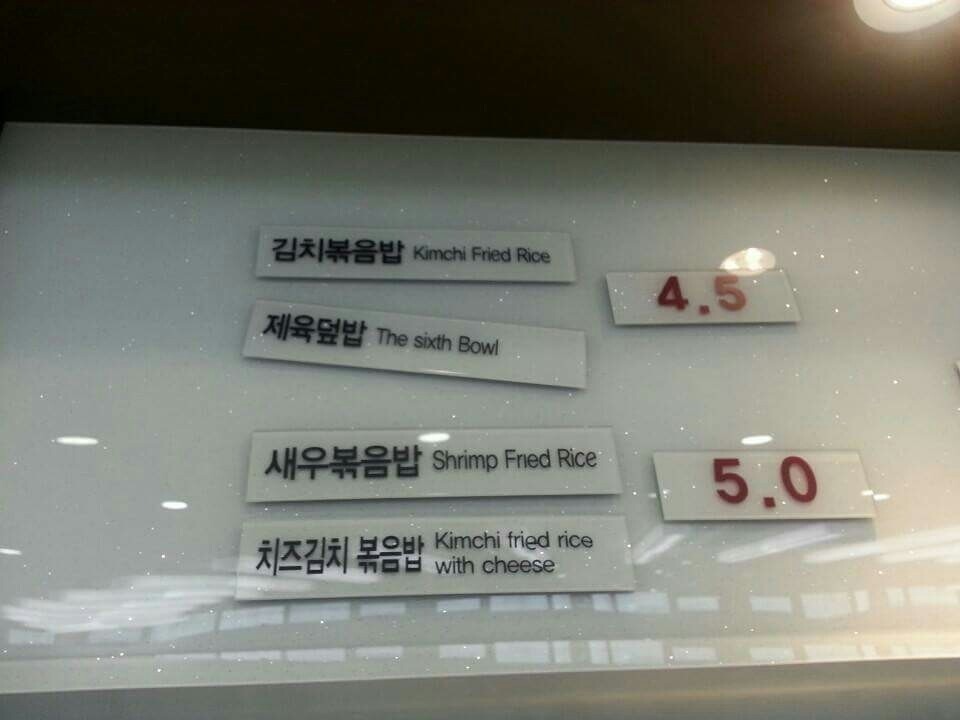 김치볶음밥 Kimchi Fried Rice
4.5
제육덮밥 The sixth Bowl
새우볶음밥 Shrimp Fried Rice
5.0
치즈김치 볶음밥 Kimchi fried rice
with cheese